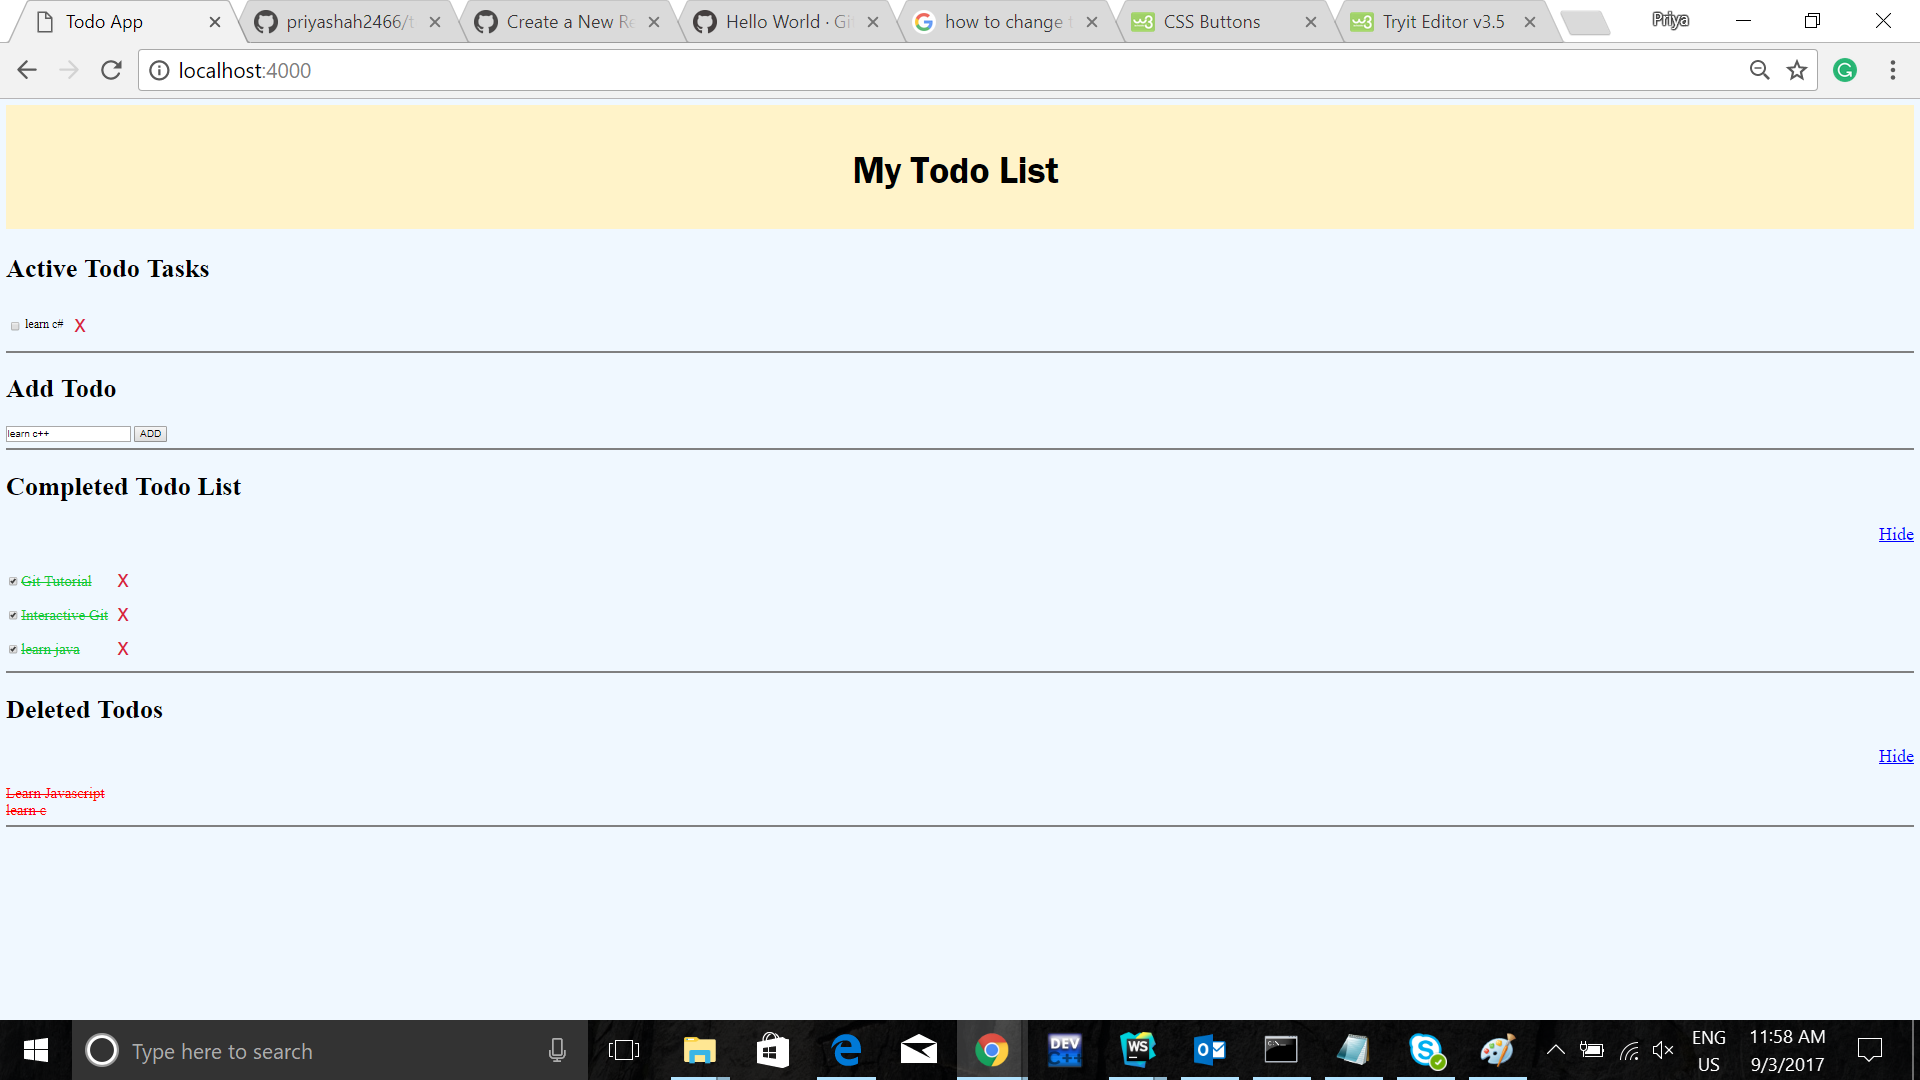 Todo App
priyashah2466/t
Create a New Re
Hello World · Gi
how to change t
CSS Buttons
Tryit Editor v3.5
Priya
localhost:4000
My Todo List
Active Todo Tasks
learn c# X
Add Todo
learn c++ ADD
Completed Todo List
Hide
Git Tutorial X
Interactive Git X
learn java X
Deleted Todos
Hide
Learn Javascript
learn c
Type here to search
DEV
C++
WS
ENG
US
11:58 AM
9/3/2017